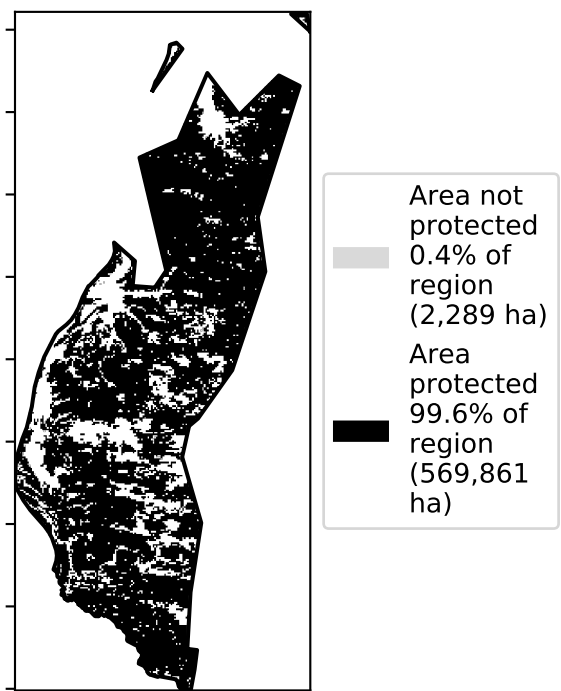 Area not
protected
0.4% of
region
(2,289 ha)
Area
protected
99.6% of
region
(569,861
ha)